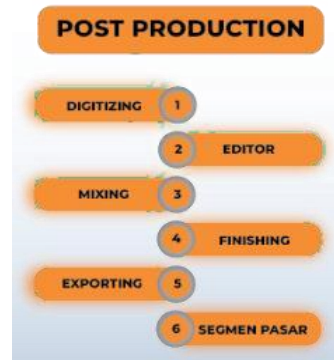 POST PRODUCTION
DIGITIZING 1
2 EDITOR
MIXING 3
4 FINISHING
EXPORTING 5
6 SEGMEN PASAR